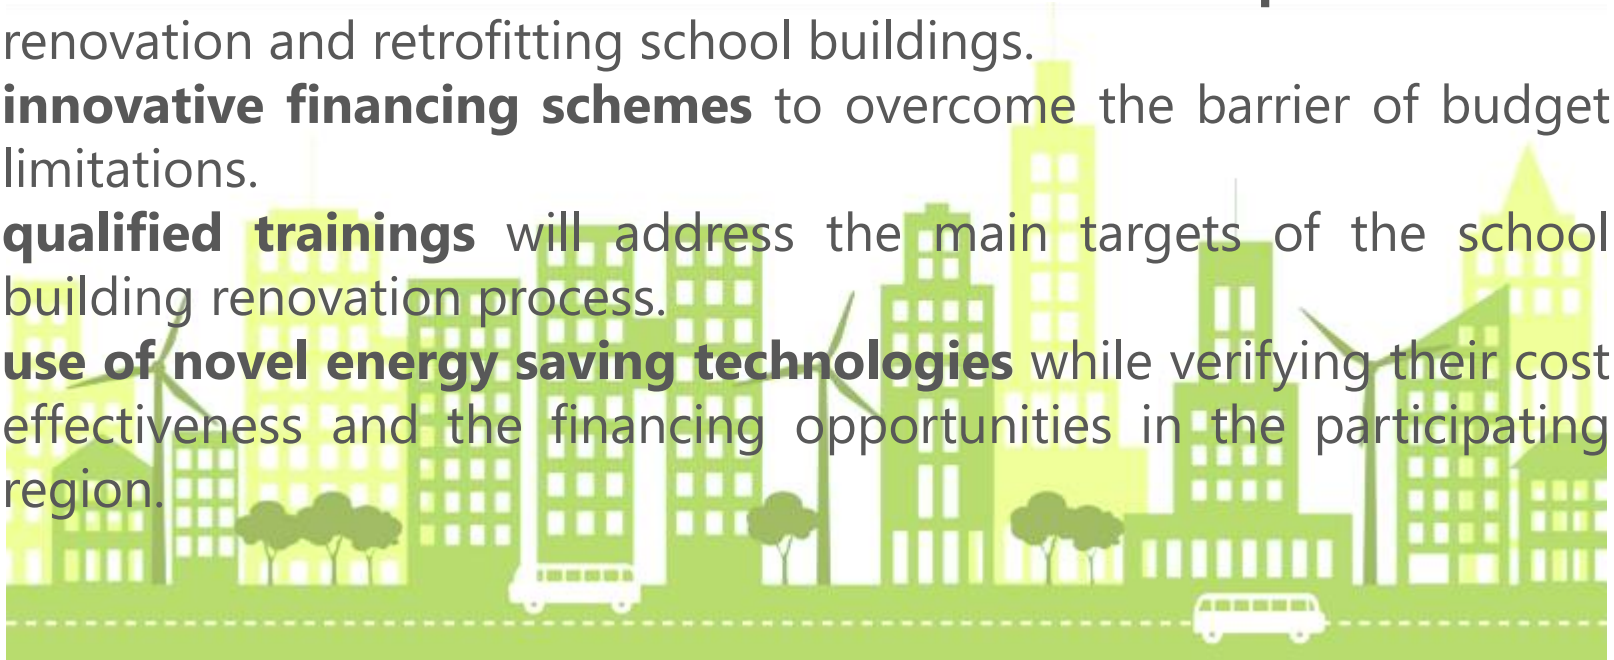 renovation and retrofitting school buildings.
innovative financing schemes to overcome the barrier of budget
limitations.
qualified trainings will address the main targets of the school
building renovation process.
use of novel energy saving technologies while verifying their cost
effectiveness and the financing opportunities in the participating
region.